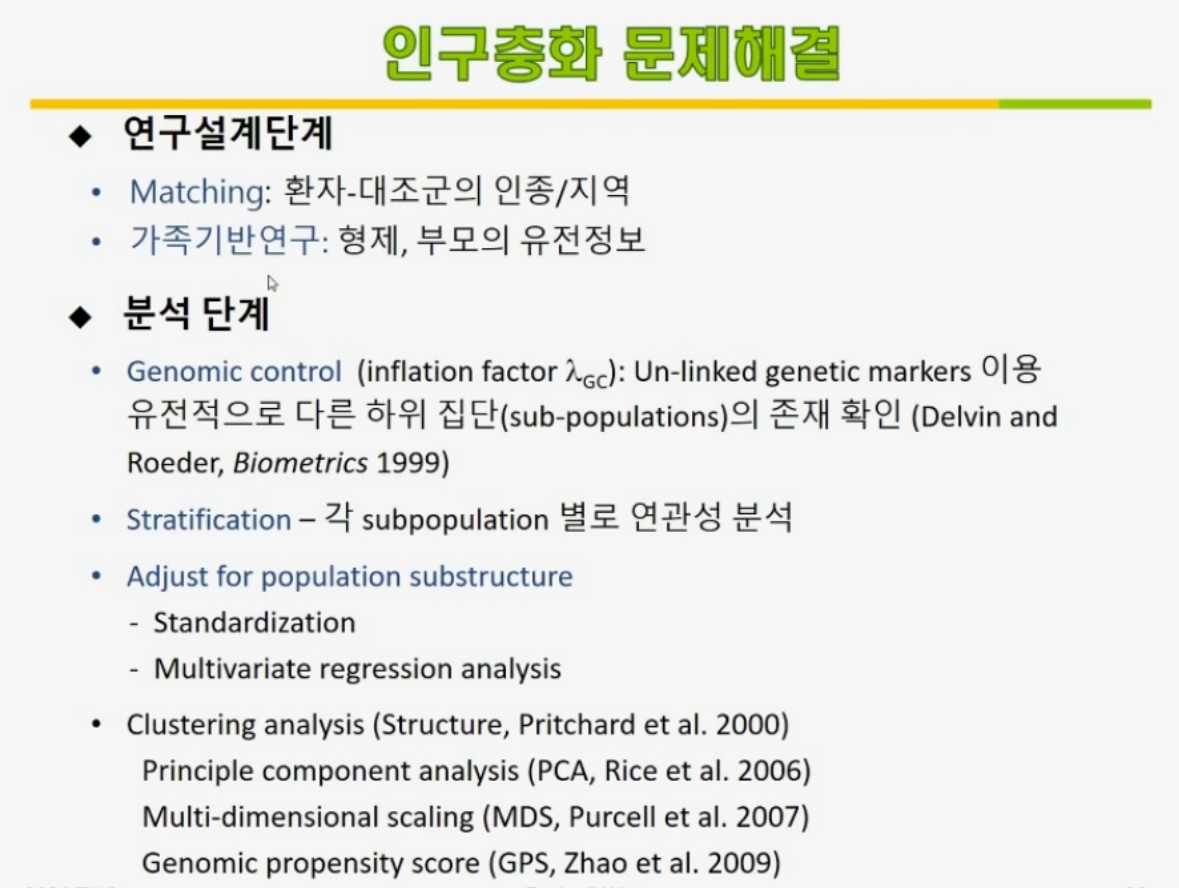 인구층화 문제해결
◆ 연구설계단계
• Matching: 환자-대조군의 인종/지역
• 가족기반연구: 형제, 부모의 유전정보
◆ 분석 단계
• Genomic control (inflation factor λGC): Un-linked genetic markers 이용
유전적으로 다른 하위 집단(sub-populations)의 존재 확인 (Delvin and
Roeder, Biometrics 1999)
• Stratification – 각 subpopulation 별로 연관성 분석
• Adjust for population substructure
- Standardization
- Multivariate regression analysis
• Clustering analysis (Structure, Pritchard et al. 2000)
Principle component analysis (PCA, Rice et al. 2006)
Multi-dimensional scaling (MDS, Purcell et al. 2007)
Genomic propensity score (GPS, Zhao et al. 2009)